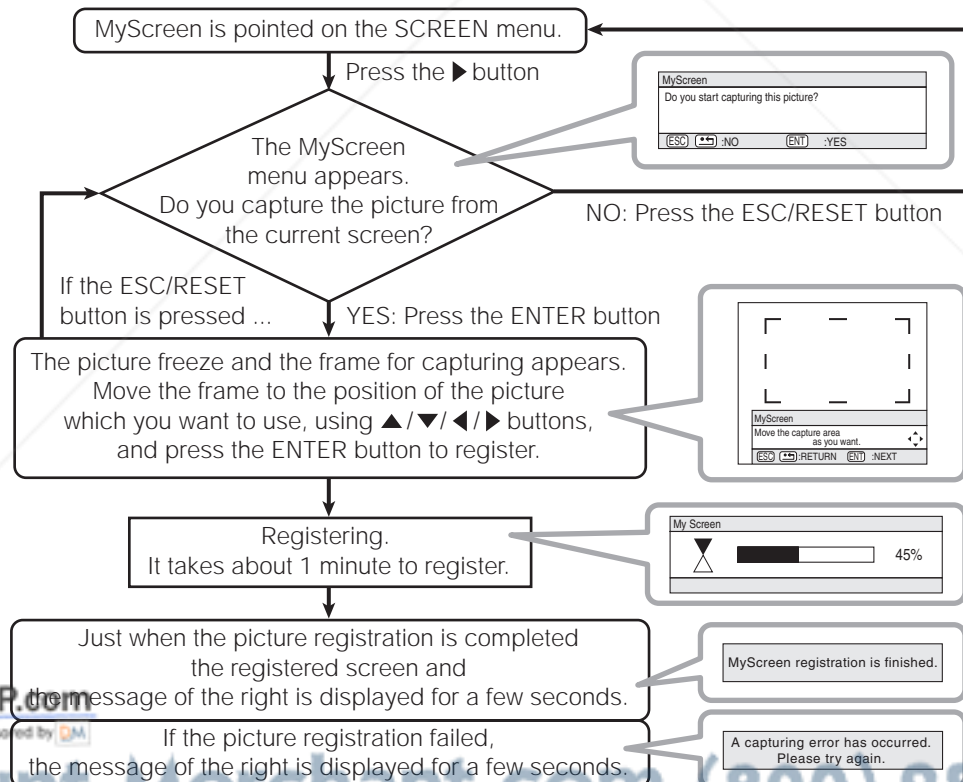 MyScreen is pointed on the SCREEN menu.
Press the ▶ button
MyScreen
Do you start capturing this picture?
ESC :NO ENT :YES
The MyScreen
menu appears.
Do you capture the picture from
the current screen?
NO: Press the ESC/RESET button
If the ESC/RESET
button is pressed ...
YES: Press the ENTER button
The picture freeze and the frame for capturing appears.
Move the frame to the position of the picture
which you want to use, using ▲/▼/◀/▶ buttons,
and press the ENTER button to register.
MyScreen
Move the capture area
as you want.
ESC :RETURN ENT :NEXT
Registering.
It takes about 1 minute to register.
My Screen
45%
Just when the picture registration is completed
the registered screen and
the message of the right is displayed for a few seconds.
MyScreen registration is finished.
P.com
ored by DM
If the picture registration failed,
the message of the right is displayed for a few seconds.
A capturing error has occurred.
Please try again.